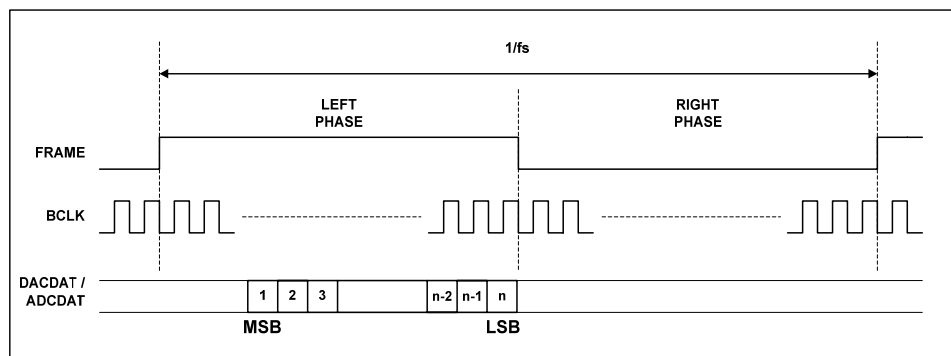 1/fs
LEFT
PHASE
RIGHT
PHASE
FRAME
BCLK
DACDAT /
ADCDAT
1 2 3 n-2 n-1 n
MSB LSB